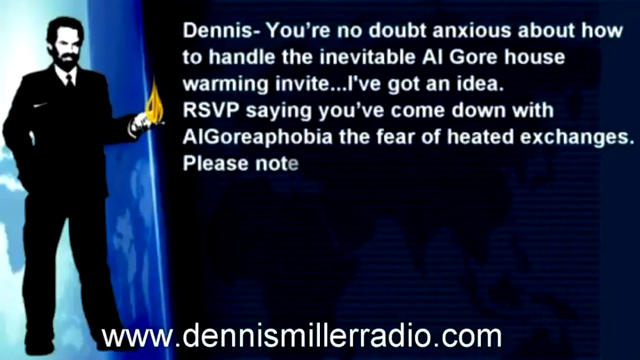 Dennis- You're no doubt anxious about how
to handle the inevitable Al Gore house
warming invite...I've got an idea.
RSVP saying you've come down with
AlGoreaphobia the fear of heated exchanges.
Please note
www.dennismillerradio.com